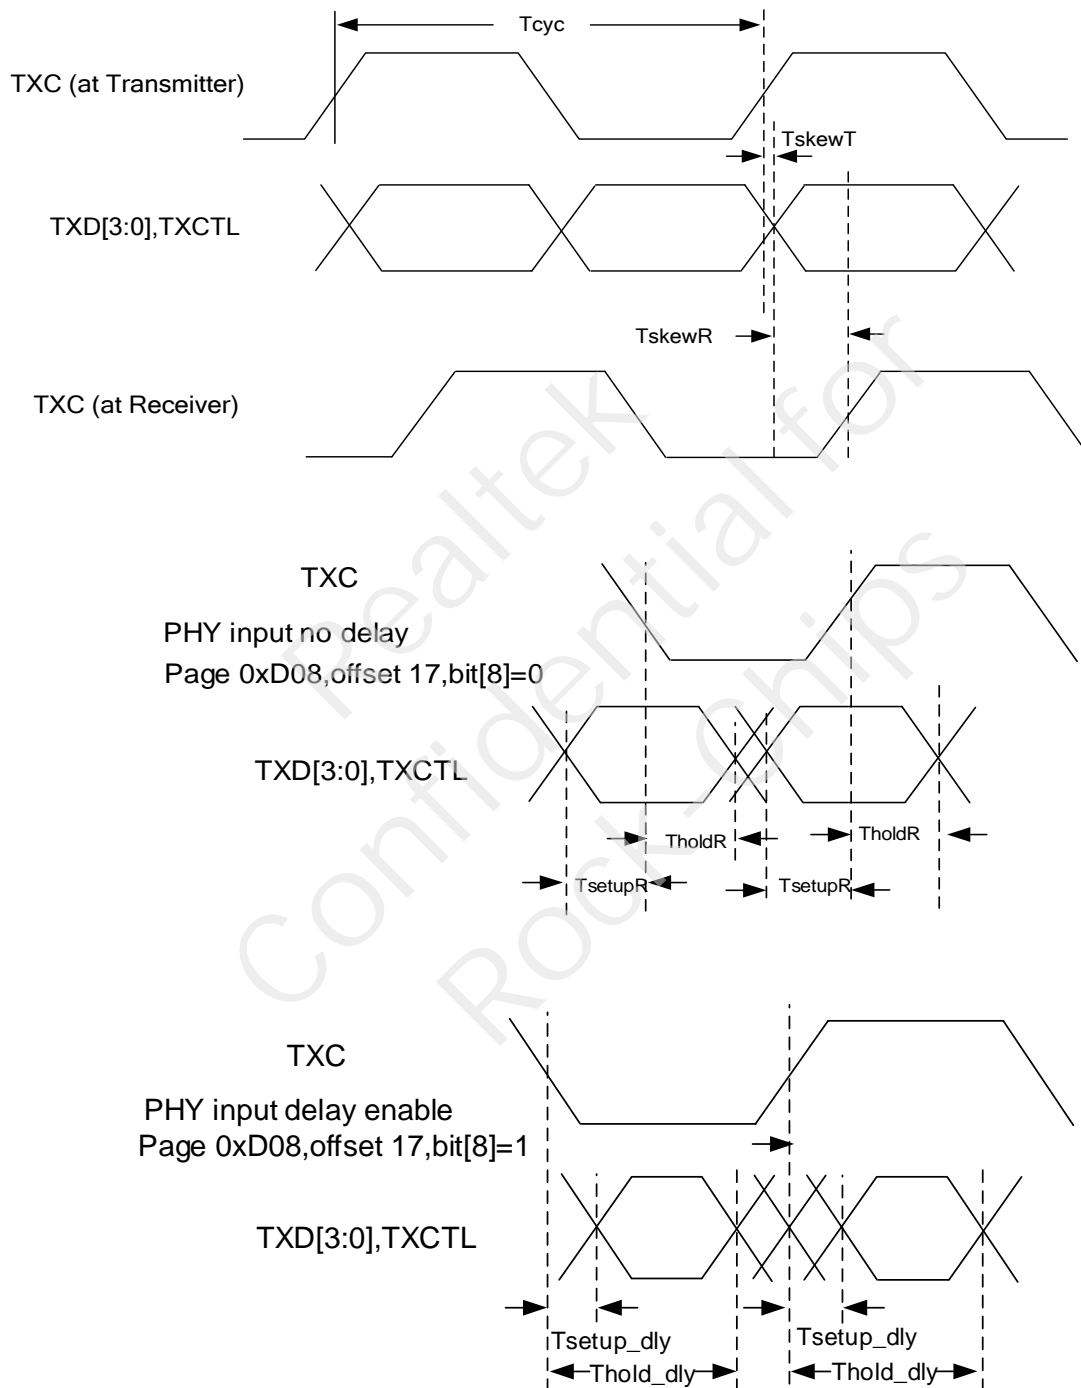 Tcyc
TXC (at Transmitter)
TskewT
TXD[3:0],TXCTL
TskewR
TXC (at Receiver)
TXC
PHY input no delay
Page 0xD08,offset 17,bit[8]=0
TXD[3:0],TXCTL
TholdR
TholdR
TsetupR
TsetupR
TXC
PHY input delay enable
Page 0xD08,offset 17,bit[8]=1
TXD[3:0],TXCTL
Tsetup_dly
Tsetup_dly
Thold_dly
Thold_dly
Realtek
Confidential for
Rock-Chips